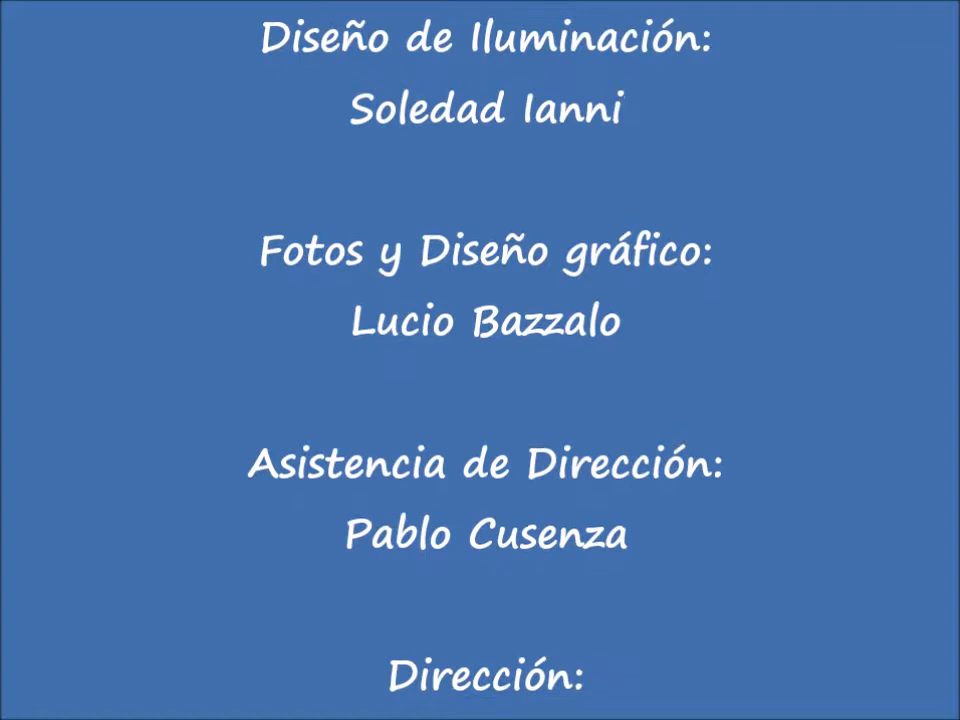 Diseño de Iluminación:
Soledad Ianni
Fotos y Diseño gráfico:
Lucio Bazzalo
Asistencia de Dirección:
Pablo Cusenza
Dirección: